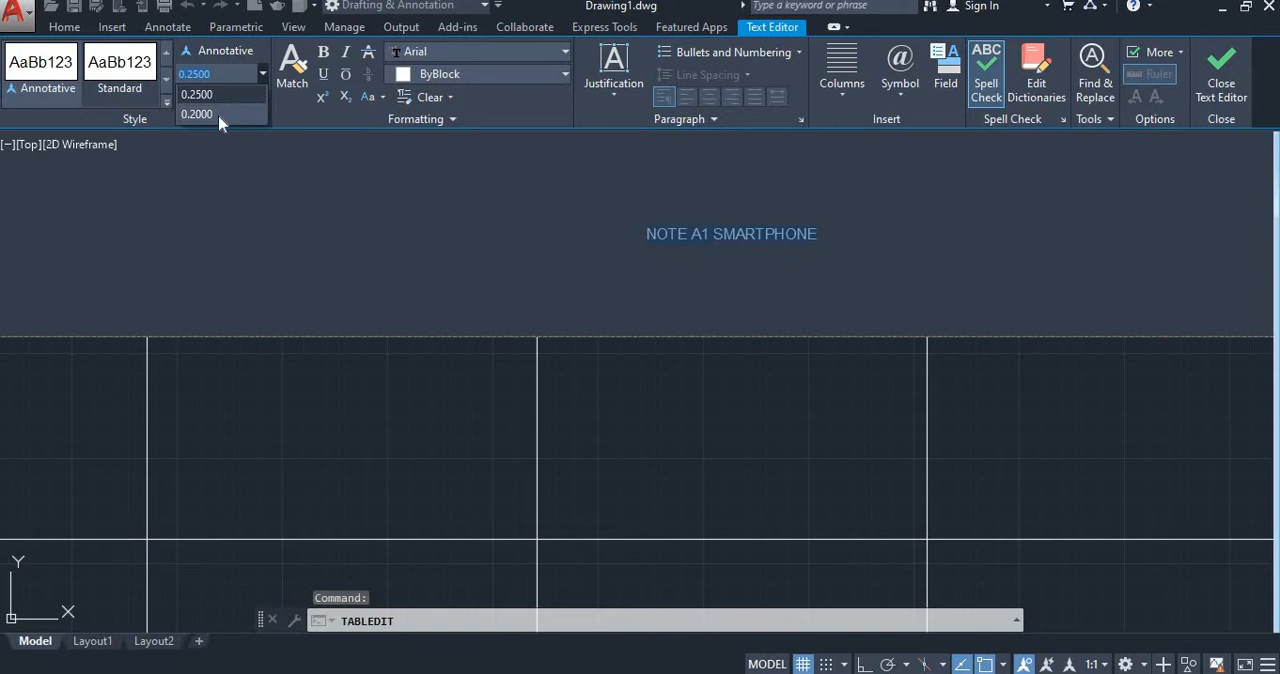 Drafting & Annotation
Drawing1.dwg
Type a keyword or phrase
Sign In
Home Insert Annotate Parametric View Manage Output Add-ins Collaborate Express Tools Featured Apps Text Editor
AaBb123
Annotative
AaBb123
Standard
Style
Annotative
0.2500
0.2500
0.2000
Match
Arial
ByBlock
Clear
Formatting
Justification
Bullets and Numbering
Line Spacing
Paragraph
Columns
Symbol
Field
Insert
ABC
Spell
Check
Edit
Dictionaries
Spell Check
Find &
Replace
Tools
More
Ruler
Options
Close
Text Editor
Close
[−][Top][2D Wireframe]
NOTE A1 SMARTPHONE
Y
X
Command:
TABLEDIT
Model Layout1 Layout2 +
MODEL
1:1